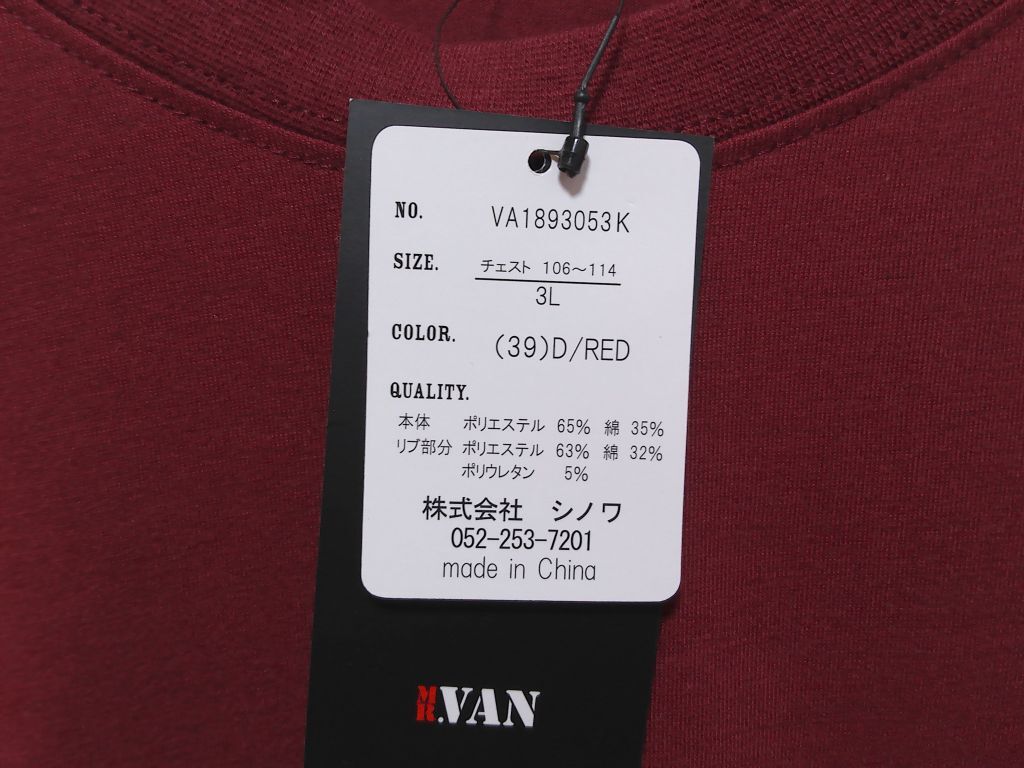 NO. VA1893053K
SIZE. チェスト 106～114
3L
COLOR. (39)D/RED
QUALITY.
本体 ポリエステル 65% 綿 35%
リブ部分 ポリエステル 63% 綿 32%
ポリウレタン 5%
株式会社 シノワ
052-253-7201
made in China
MR.VAN